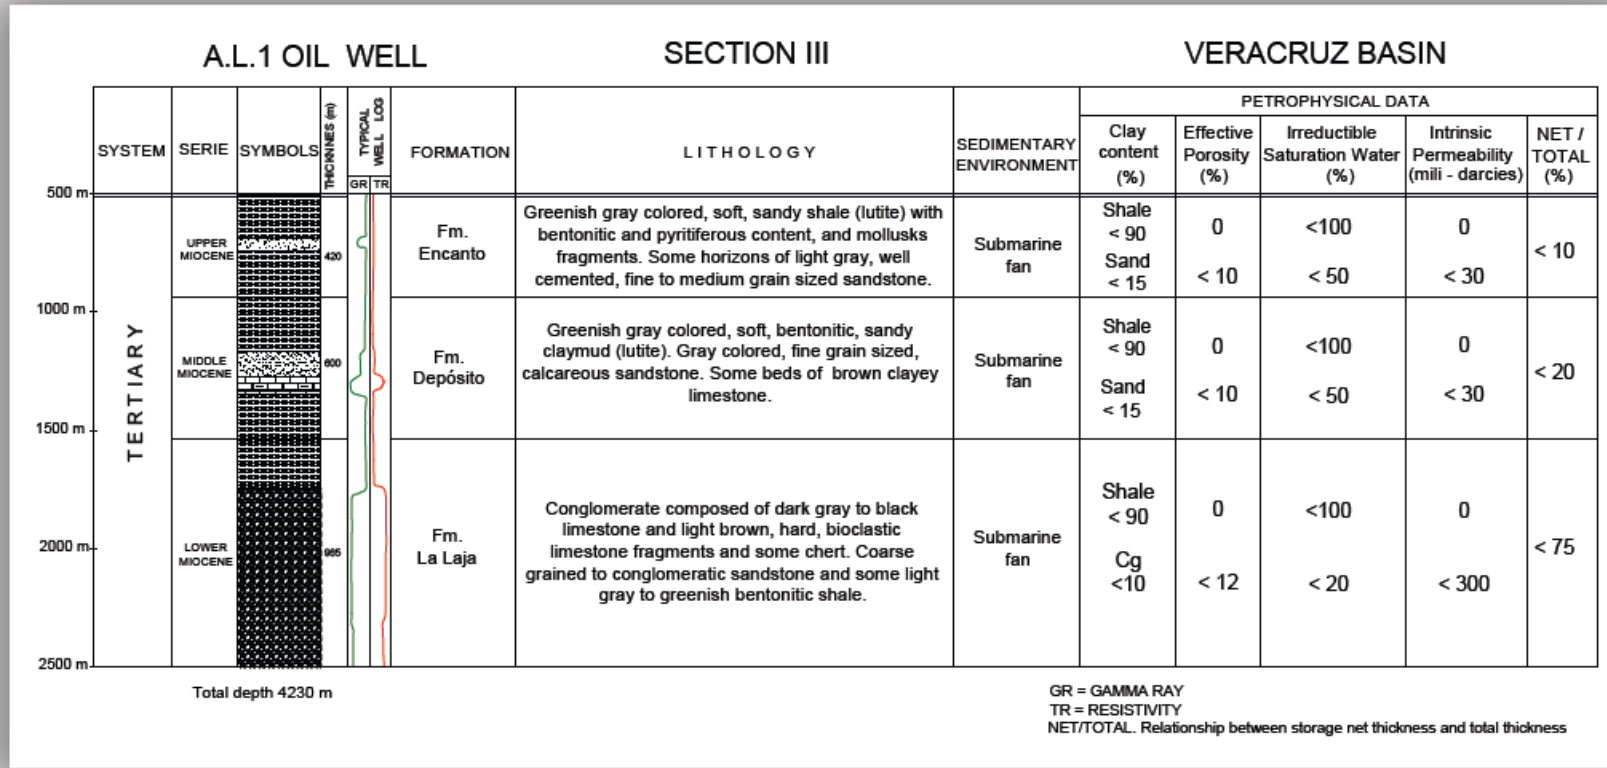 A.L.1 OIL WELL
SECTION III
VERACRUZ BASIN
SYSTEM
SERIE
SYMBOLS
THICKNNES (m)
TYPICAL
WELL LOG
GR
TR
FORMATION
LITHOLOGY
SEDIMENTARY
ENVIRONMENT
PETROPHYSICAL DATA
Clay
content
(%)
Effective
Porosity
(%)
Irreductible
Saturation Water
(%)
Intrinsic
Permeability
(mili - darcies)
NET /
TOTAL
(%)
500 m
1000 m
1500 m
2000 m
2500 m
TERTIARY
UPPER
MIOCENE
420
Fm.
Encanto
Greenish gray colored, soft, sandy shale (lutite) with
bentonitic and pyritiferous content, and mollusks
fragments. Some horizons of light gray, well
cemented, fine to medium grain sized sandstone.
Submarine
fan
Shale
< 90
0
<100
0
Sand
< 15
< 10
< 50
< 30
< 10
MIDDLE
MIOCENE
600
Fm.
Depósito
Greenish gray colored, soft, bentonitic, sandy
claymud (lutite). Gray colored, fine grain sized,
calcareous sandstone. Some beds of brown clayey
limestone.
Submarine
fan
Shale
< 90
0
<100
0
Sand
< 15
< 10
< 50
< 30
< 20
LOWER
MIOCENE
965
Fm.
La Laja
Conglomerate composed of dark gray to black
limestone and light brown, hard, bioclastic
limestone fragments and some chert. Coarse
grained to conglomeratic sandstone and some light
gray to greenish bentonitic shale.
Submarine
fan
Shale
< 90
0
<100
0
Cg
<10
< 12
< 20
< 300
< 75
Total depth 4230 m
GR = GAMMA RAY
TR = RESISTIVITY
NET/TOTAL. Relationship between storage net thickness and total thickness